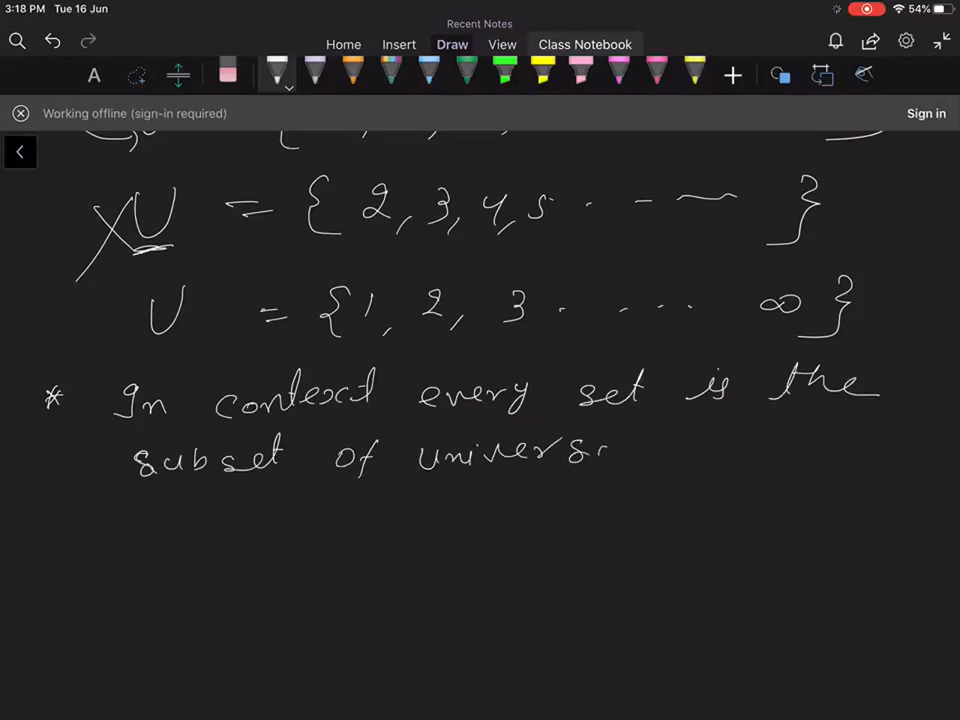 3:18 PM Tue 16 Jun
54%
Recent Notes
Home Insert Draw View Class Notebook
A
Working offline (sign-in required) Sign in
U = { 2, 3, 4, 5 . - ~ }
U = { 1, 2, 3 . . . . . ∞ }
* In context every set is the
subset of univers